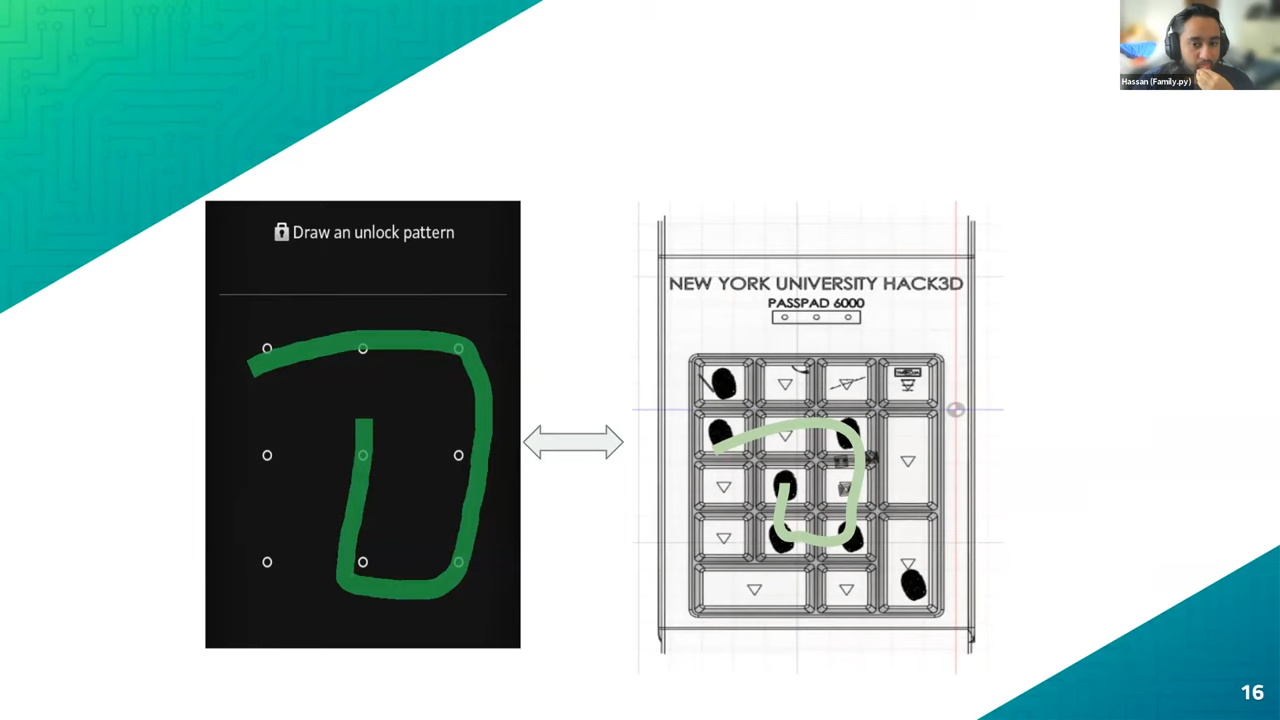 Hassan (Family.py)
Draw an unlock pattern
NEW YORK UNIVERSITY HACK3D
PASSPAD 6000
16